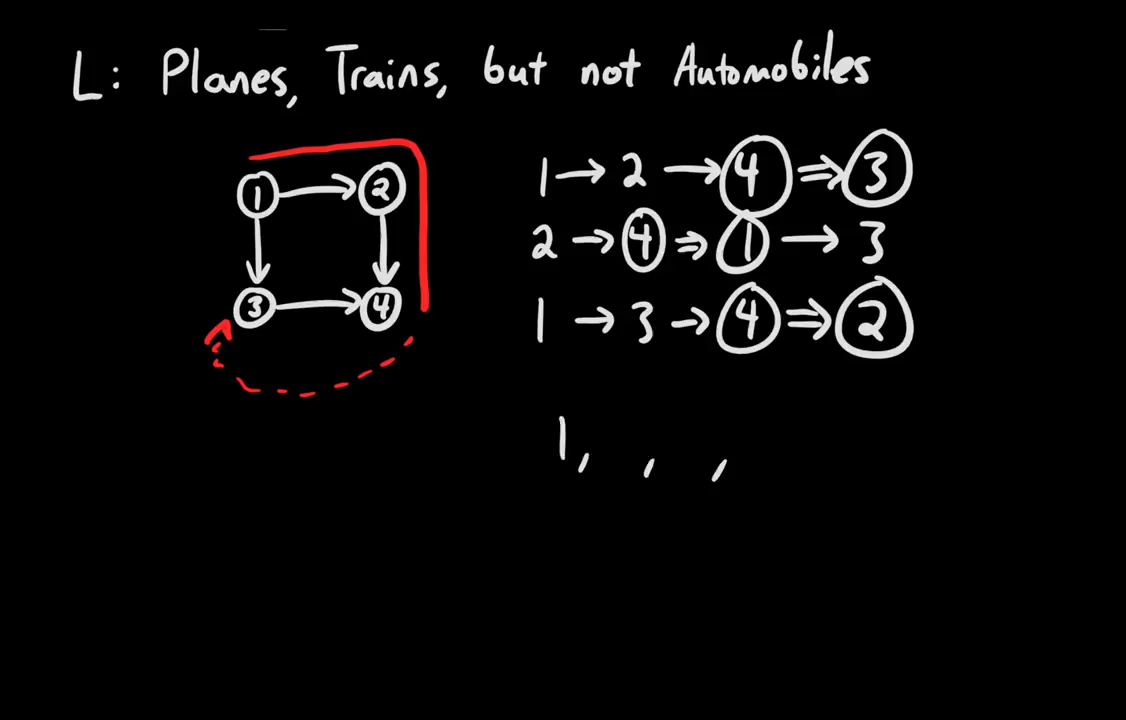 L: Planes, Trains, but not Automobiles
1 → 2 → 4 ⇒ 3
2 → 4 ⇒ 1 → 3
1 → 3 → 4 ⇒ 2
1 2
3 4
1, , ,